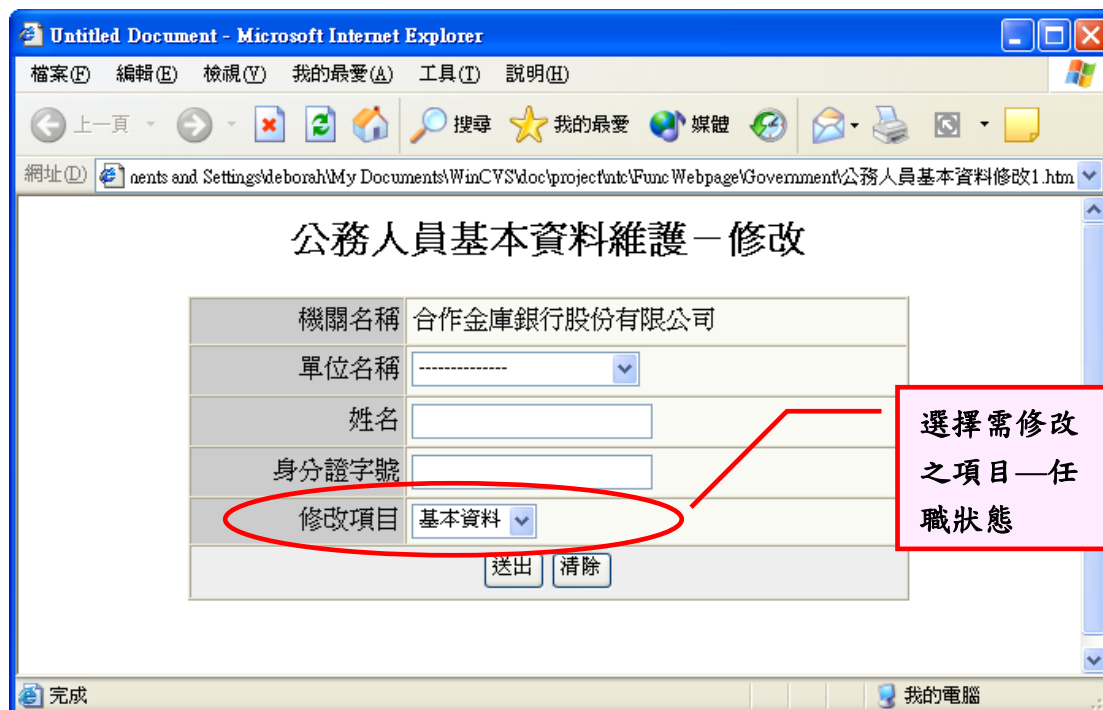 Untitled Document - Microsoft Internet Explorer
檔案(F) 編輯(E) 檢視(V) 我的最愛(A) 工具(T) 說明(H)
上一頁 搜尋 我的最愛 媒體
網址(D) ments and Settings\deborah\My Documents\WinCVS\doc\project\ntc\FuncWebpage\Government\公務人員基本資料修改1.htm
公務人員基本資料維護－修改
機關名稱 合作金庫銀行股份有限公司
單位名稱 --------------
姓名
身分證字號
修改項目 基本資料
送出 清除
選擇需修改
之項目—任
職狀態
完成 我的電腦